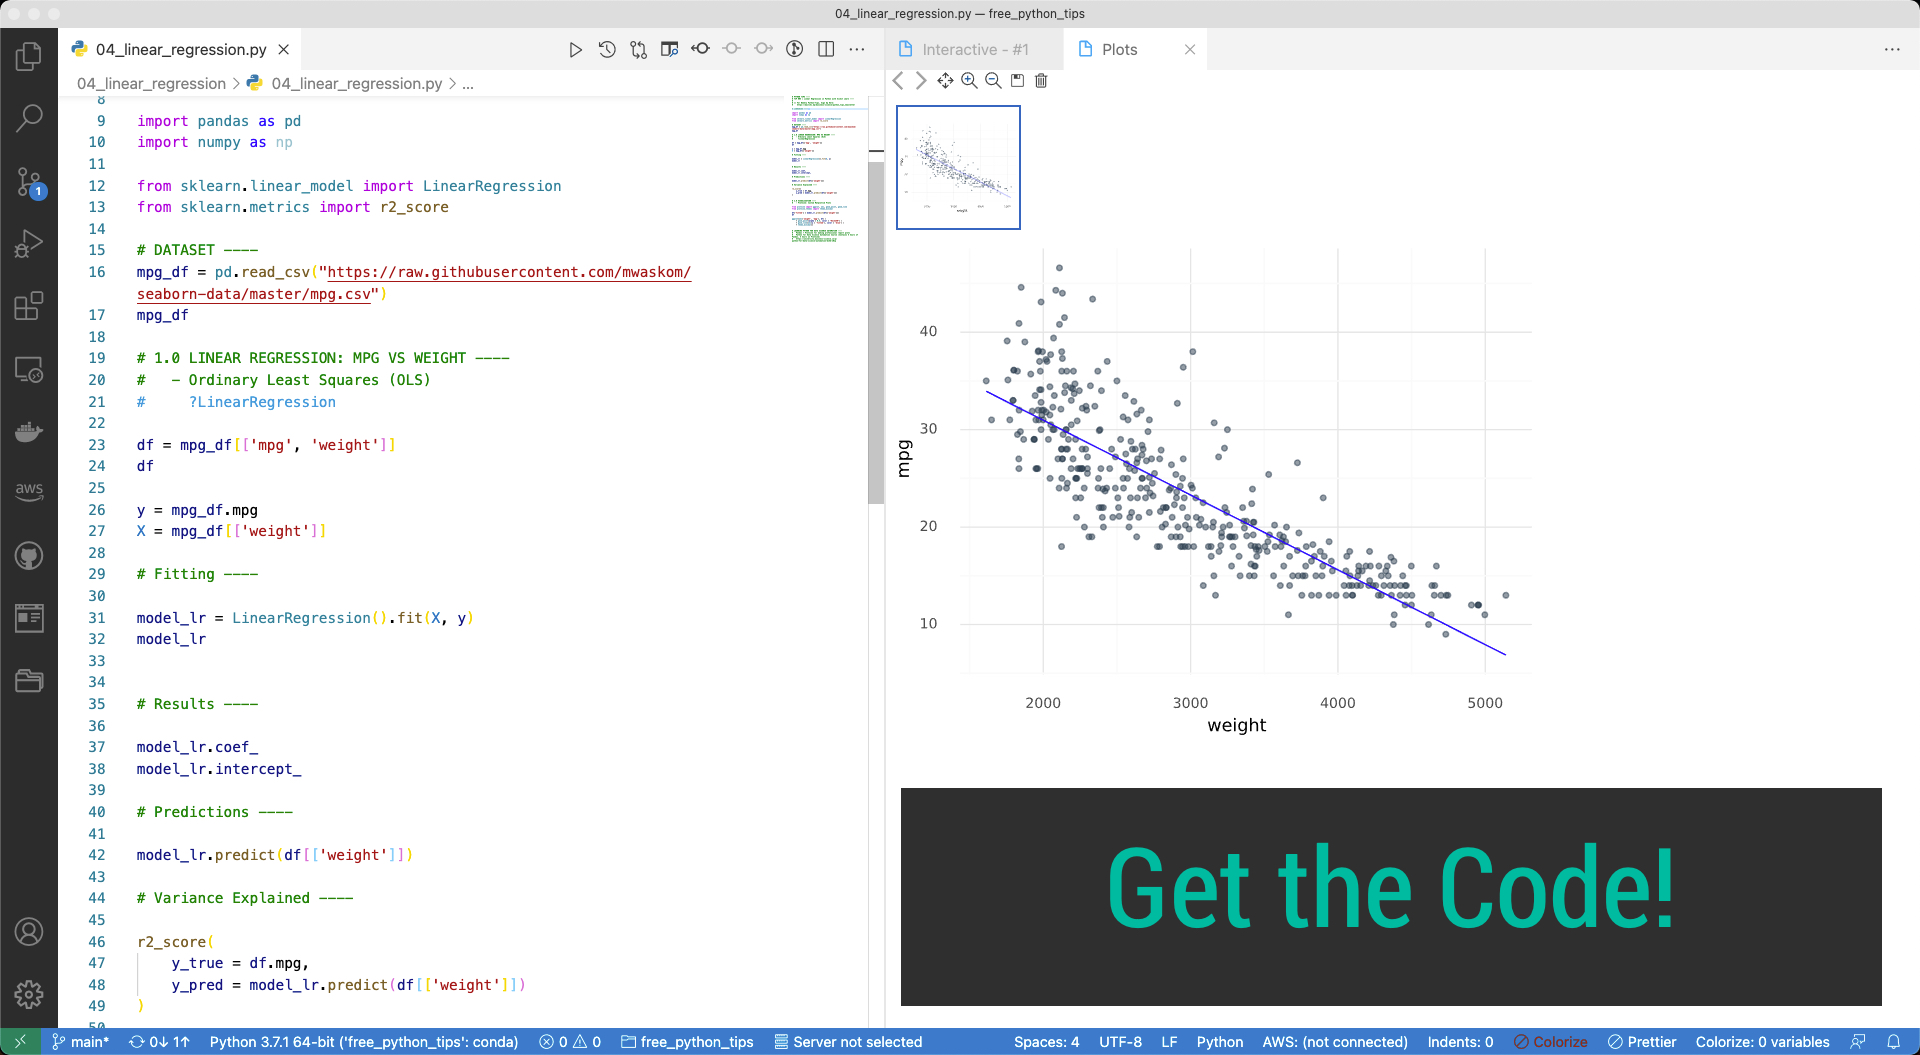 04_linear_regression.py — free_python_tips
04_linear_regression.py
04_linear_regression > 04_linear_regression.py > ...
8
9 import pandas as pd
10 import numpy as np
11
12 from sklearn.linear_model import LinearRegression
13 from sklearn.metrics import r2_score
14
15 # DATASET ----
16 mpg_df = pd.read_csv("https://raw.githubusercontent.com/mwaskom/
seaborn-data/master/mpg.csv")
17 mpg_df
18
19 # 1.0 LINEAR REGRESSION: MPG VS WEIGHT ----
20 #   - Ordinary Least Squares (OLS)
21 #     ?LinearRegression
22
23 df = mpg_df[['mpg', 'weight']]
24 df
25
26 y = mpg_df.mpg
27 X = mpg_df[['weight']]
28
29 # Fitting ----
30
31 model_lr = LinearRegression().fit(X, y)
32 model_lr
33
34
35 # Results ----
36
37 model_lr.coef_
38 model_lr.intercept_
39
40 # Predictions ----
41
42 model_lr.predict(df[['weight']])
43
44 # Variance Explained ----
45
46 r2_score(
47     y_true = df.mpg,
48     y_pred = model_lr.predict(df[['weight']])
49 )
50
1
aws
Interactive - #1
Plots
40
30
20
10
mpg
2000 3000 4000 5000
weight
Get the Code!
main* 0↓ 1↑ Python 3.7.1 64-bit ('free_python_tips': conda) 0 0 free_python_tips Server not selected Spaces: 4 UTF-8 LF Python AWS: (not connected) Indents: 0 Colorize Prettier Colorize: 0 variables